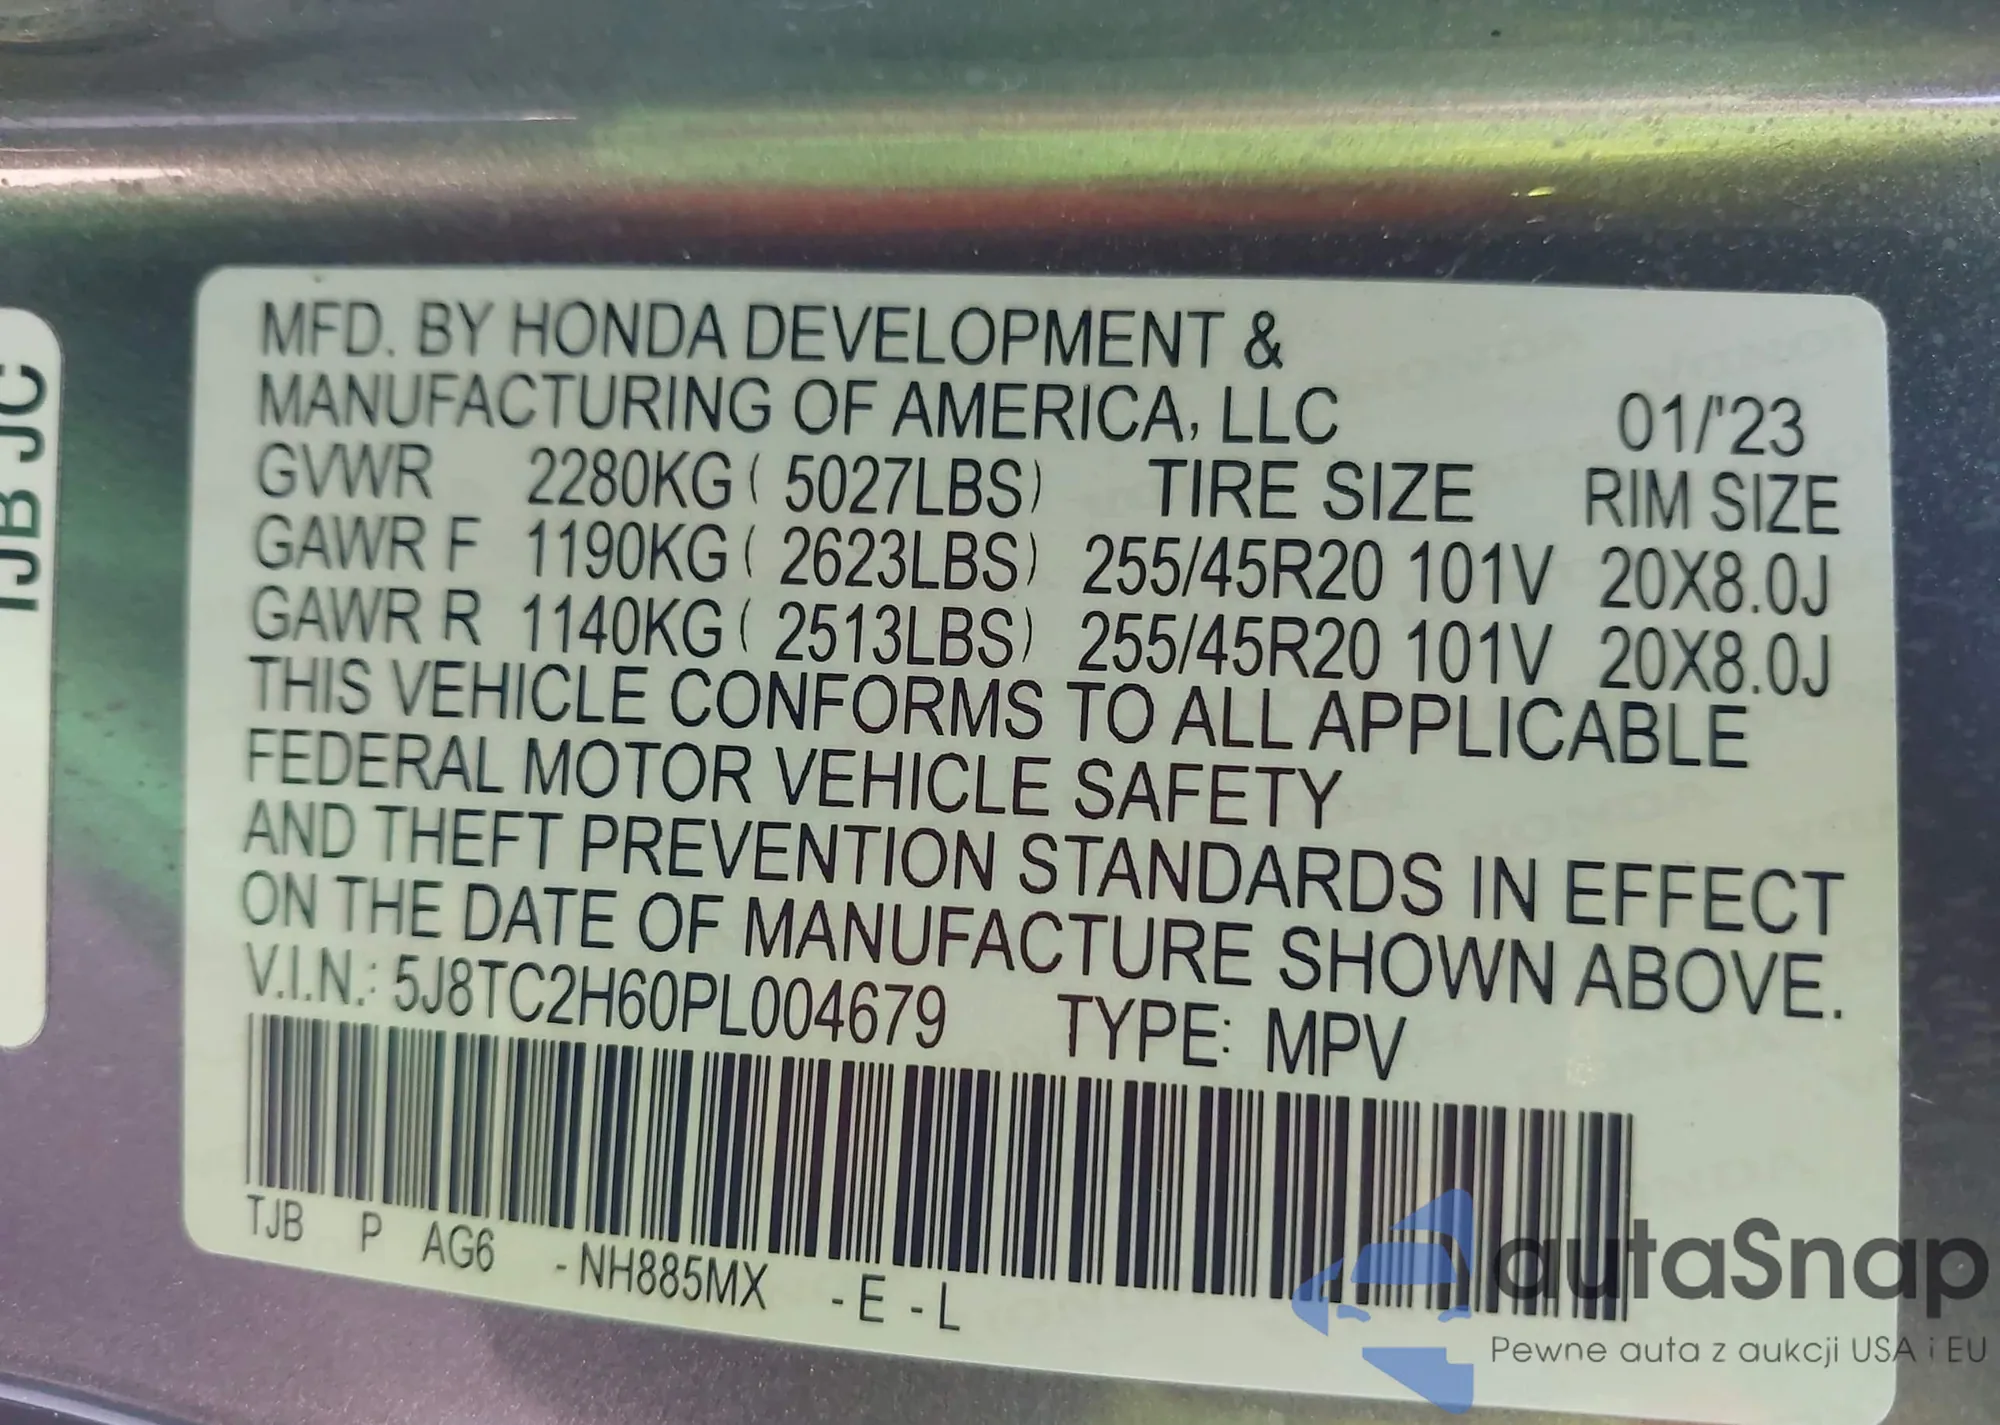 TJB JC
MFD. BY HONDA DEVELOPMENT &
MANUFACTURING OF AMERICA, LLC 01/'23
GVWR 2280KG ( 5027LBS) TIRE SIZE RIM SIZE
GAWR F 1190KG ( 2623LBS) 255/45R20 101V 20X8.0J
GAWR R 1140KG ( 2513LBS) 255/45R20 101V 20X8.0J
THIS VEHICLE CONFORMS TO ALL APPLICABLE
FEDERAL MOTOR VEHICLE SAFETY
AND THEFT PREVENTION STANDARDS IN EFFECT
ON THE DATE OF MANUFACTURE SHOWN ABOVE.
V.I.N.: 5J8TC2H60PL004679 TYPE: MPV
TJB P AG6 -NH885MX -E -L
autaSnap
Pewne auta z aukcji USA i EU